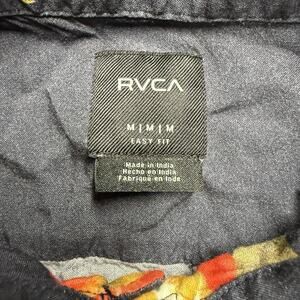 RVCA
M|M|M
EASY FIT
Made in India
Hecho en India
Fabriqué en Inde